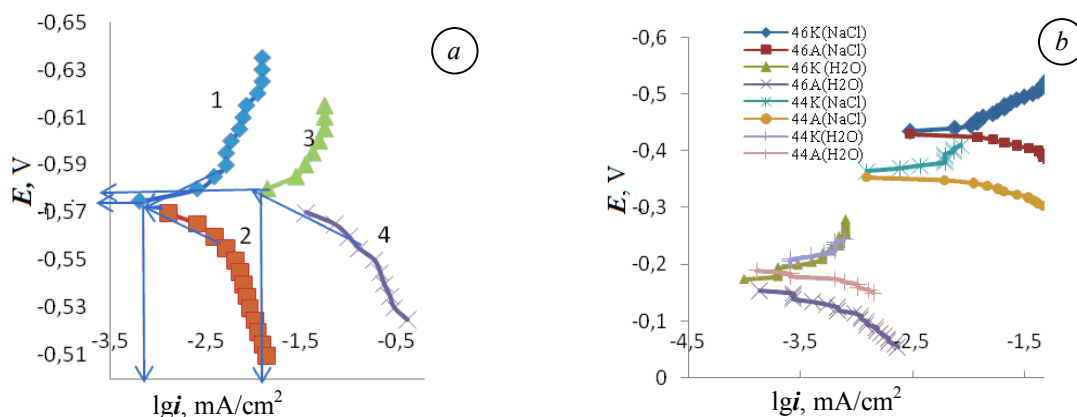 -0,65
-0,63
-0,61
-0,59
-0,57
-0,55
-0,53
-0,51
E, V
a
1
2
3
4
-3,5 -2,5 -1,5 -0,5
lgi, mA/cm²
-0,6
-0,5
-0,4
-0,3
-0,2
-0,1
0
E, V
b
46K(NaCl)
46A(NaCl)
46K(H2O)
46A(H2O)
44K(NaCl)
44A(NaCl)
44K(H2O)
44A(H2O)
-4,5 -3,5 -2,5 -1,5
lgi, mA/cm²